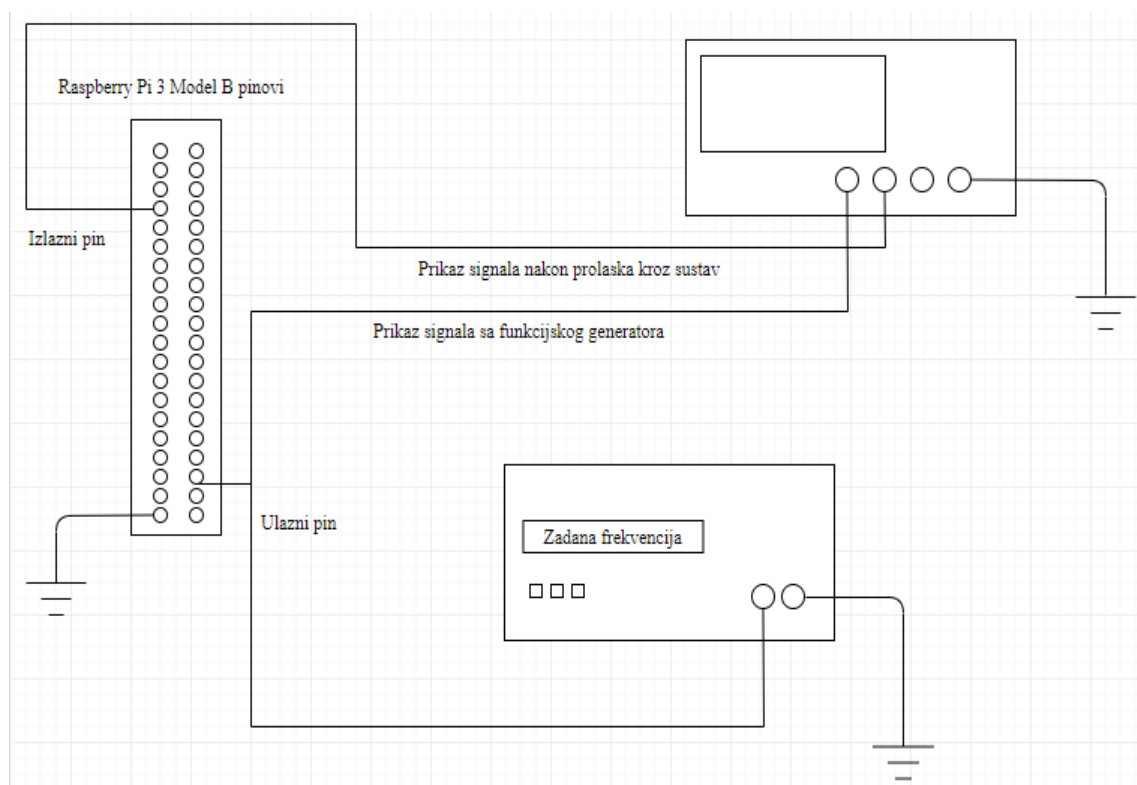 Raspberry Pi 3 Model B pinovi
Izlazni pin
Prikaz signala nakon prolaska kroz sustav
Prikaz signala sa funkcijskog generatora
Ulazni pin
Zadana frekvencija